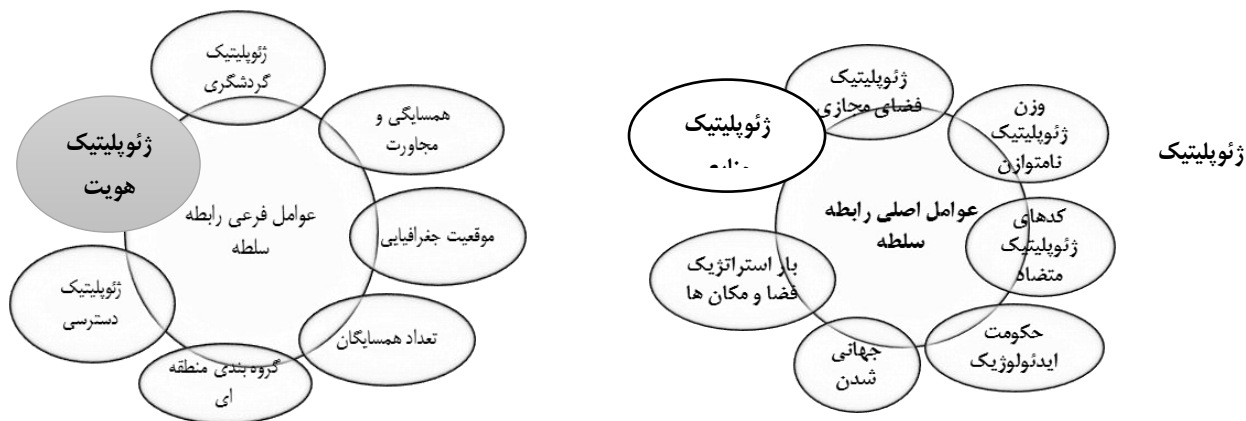 ژئوپلیتیک
ژئوپلیتیک
فضای مجازی
وزن
ژئوپلیتیک
نامتوازن
کدهای
ژئوپلیتیک
متضاد
حکومت
ایدئولوژیک
جهانی
شدن
بار استراتژیک
فضا و مکان ها
ژئوپلیتیک
عوامل اصلی رابطه
سلطه
ژئوپلیتیک
گردشگری
همسایگی و
مجاورت
موقعیت جغرافیایی
تعداد همسایگان
گروه بندی منطقه
ای
ژئوپلیتیک
دسترسی
ژئوپلیتیک
هویت
عوامل فرعی رابطه
سلطه